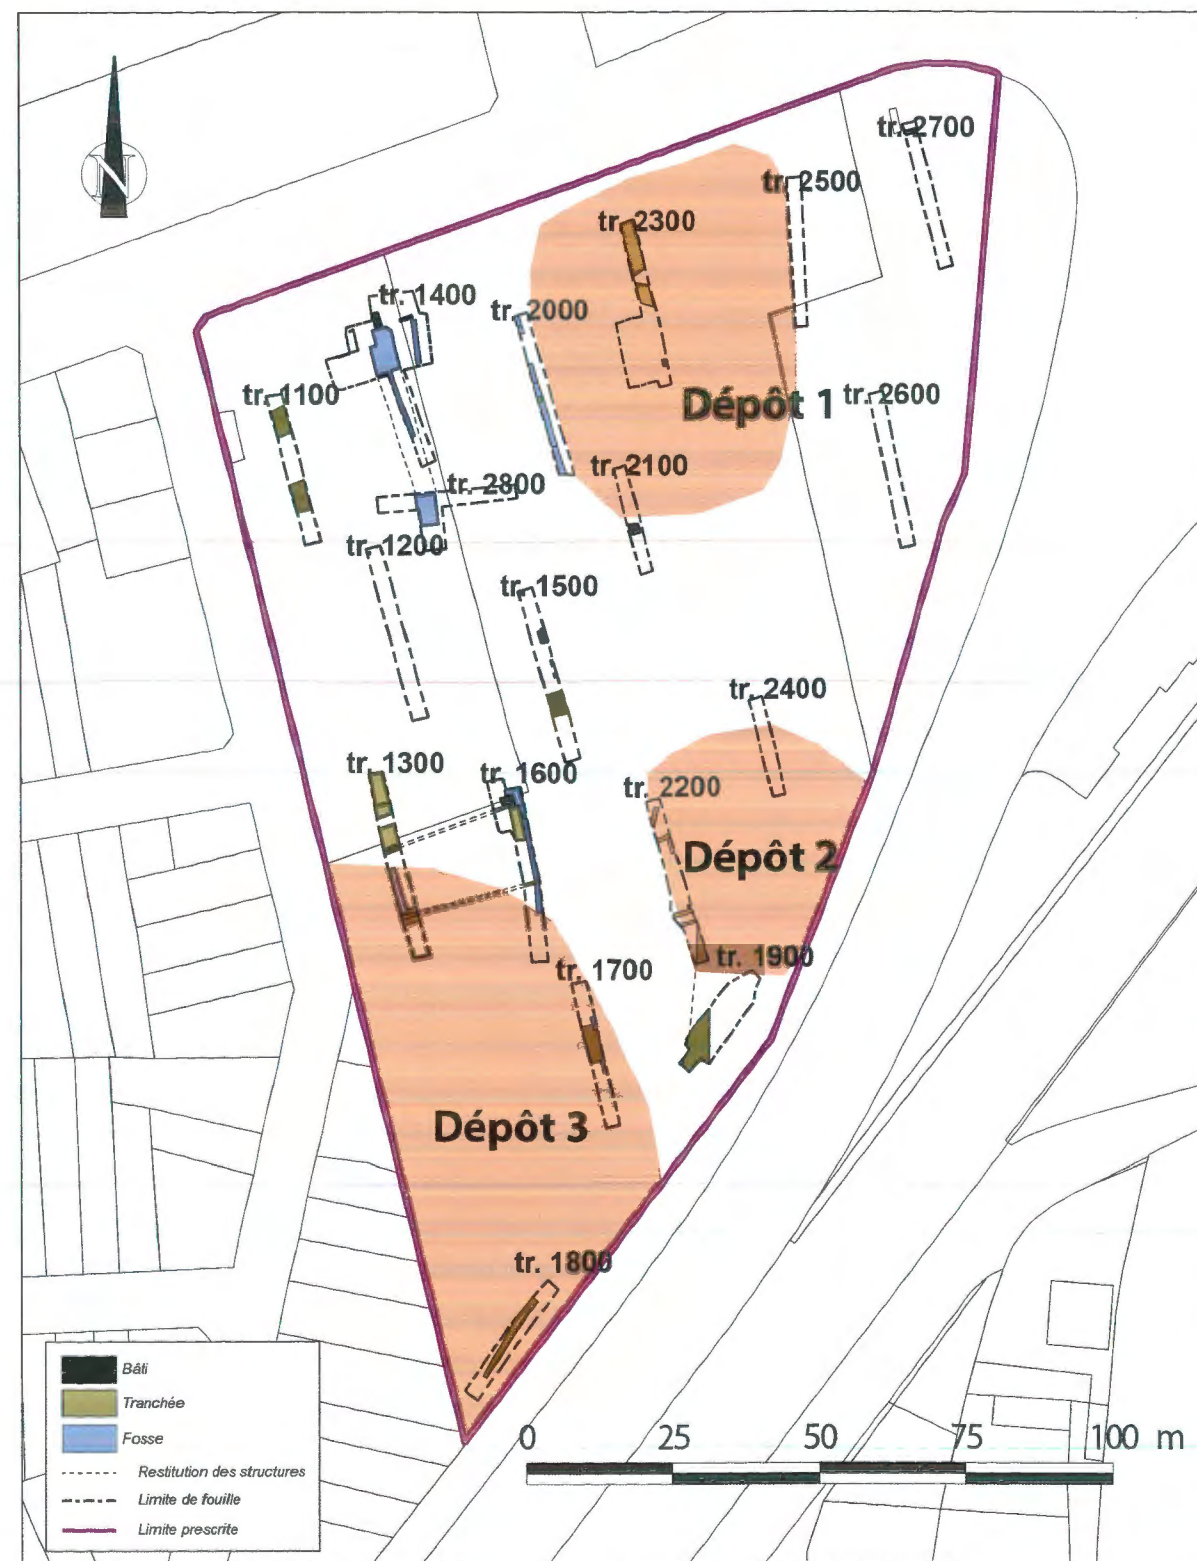 N
tr. 2700
tr. 2500
tr. 2300
tr. 1400
tr. 2000
tr. 1100
Dépôt 1
tr. 2600
tr. 2100
tr. 2800
tr. 1200
tr. 1500
tr. 2400
tr. 1300
tr. 1600
tr. 2200
Dépôt 2
tr. 1900
tr. 1700
Dépôt 3
tr. 1800
Bâti
Tranchée
Fosse
Restitution des structures
Limite de fouille
Limite prescrite
0 25 50 75 100 m